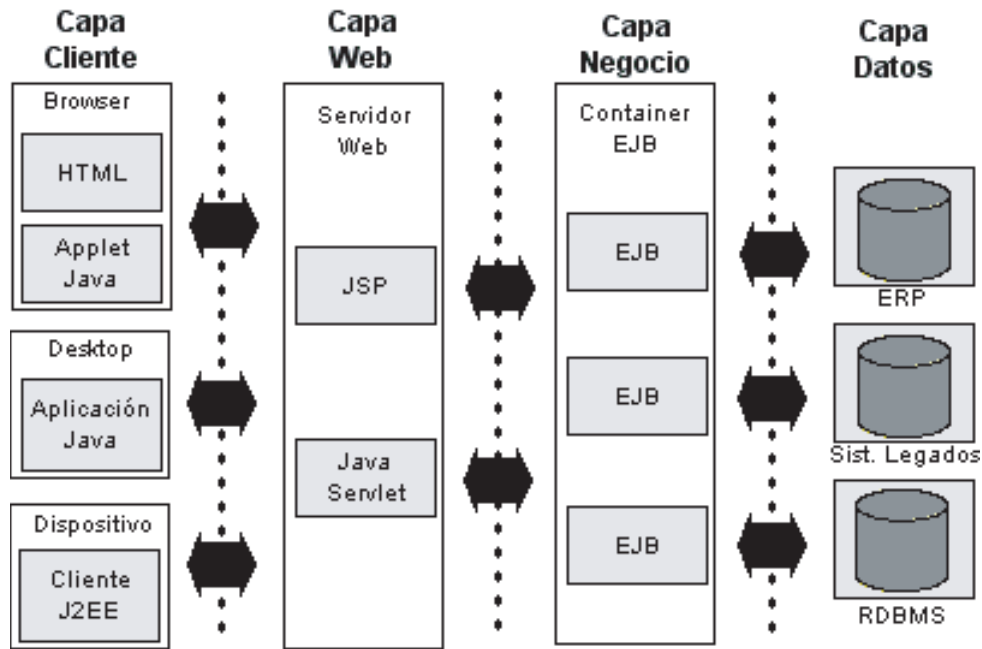 Capa
Cliente
Browser
HTML
Applet
Java
Desktop
Aplicación
Java
Dispositivo
Cliente
J2EE
Capa
Web
Servidor
Web
JSP
Java
Servlet
Capa
Negocio
Container
EJB
EJB
EJB
EJB
Capa
Datos
ERP
Sist. Legados
RDBMS